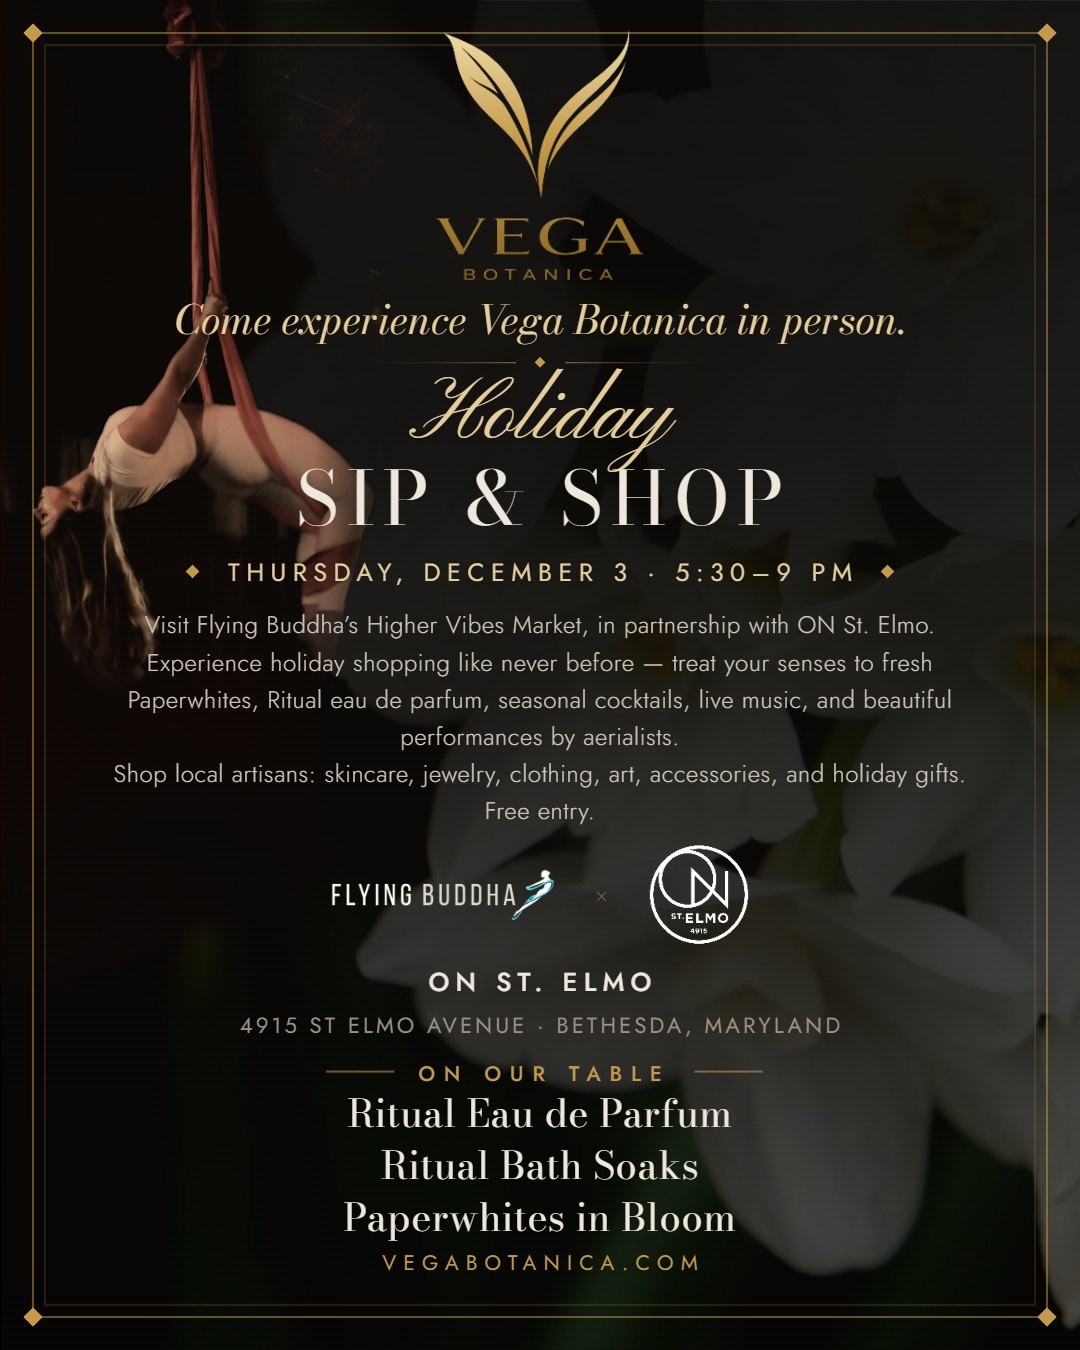 VEGA
BOTANICA
Come experience Vega Botanica in person.
Holiday
SIP & SHOP
THURSDAY, DECEMBER 3 · 5:30–9 PM
Visit Flying Buddha’s Higher Vibes Market, in partnership with ON St. Elmo.
Experience holiday shopping like never before — treat your senses to fresh
Paperwhites, Ritual eau de parfum, seasonal cocktails, live music, and beautiful
performances by aerialists.
Shop local artisans: skincare, jewelry, clothing, art, accessories, and holiday gifts.
Free entry.
FLYING BUDDHA × ON
ST. ELMO
4915
ON ST. ELMO
4915 ST ELMO AVENUE · BETHESDA, MARYLAND
ON OUR TABLE
Ritual Eau de Parfum
Ritual Bath Soaks
Paperwhites in Bloom
VEGABOTANICA.COM